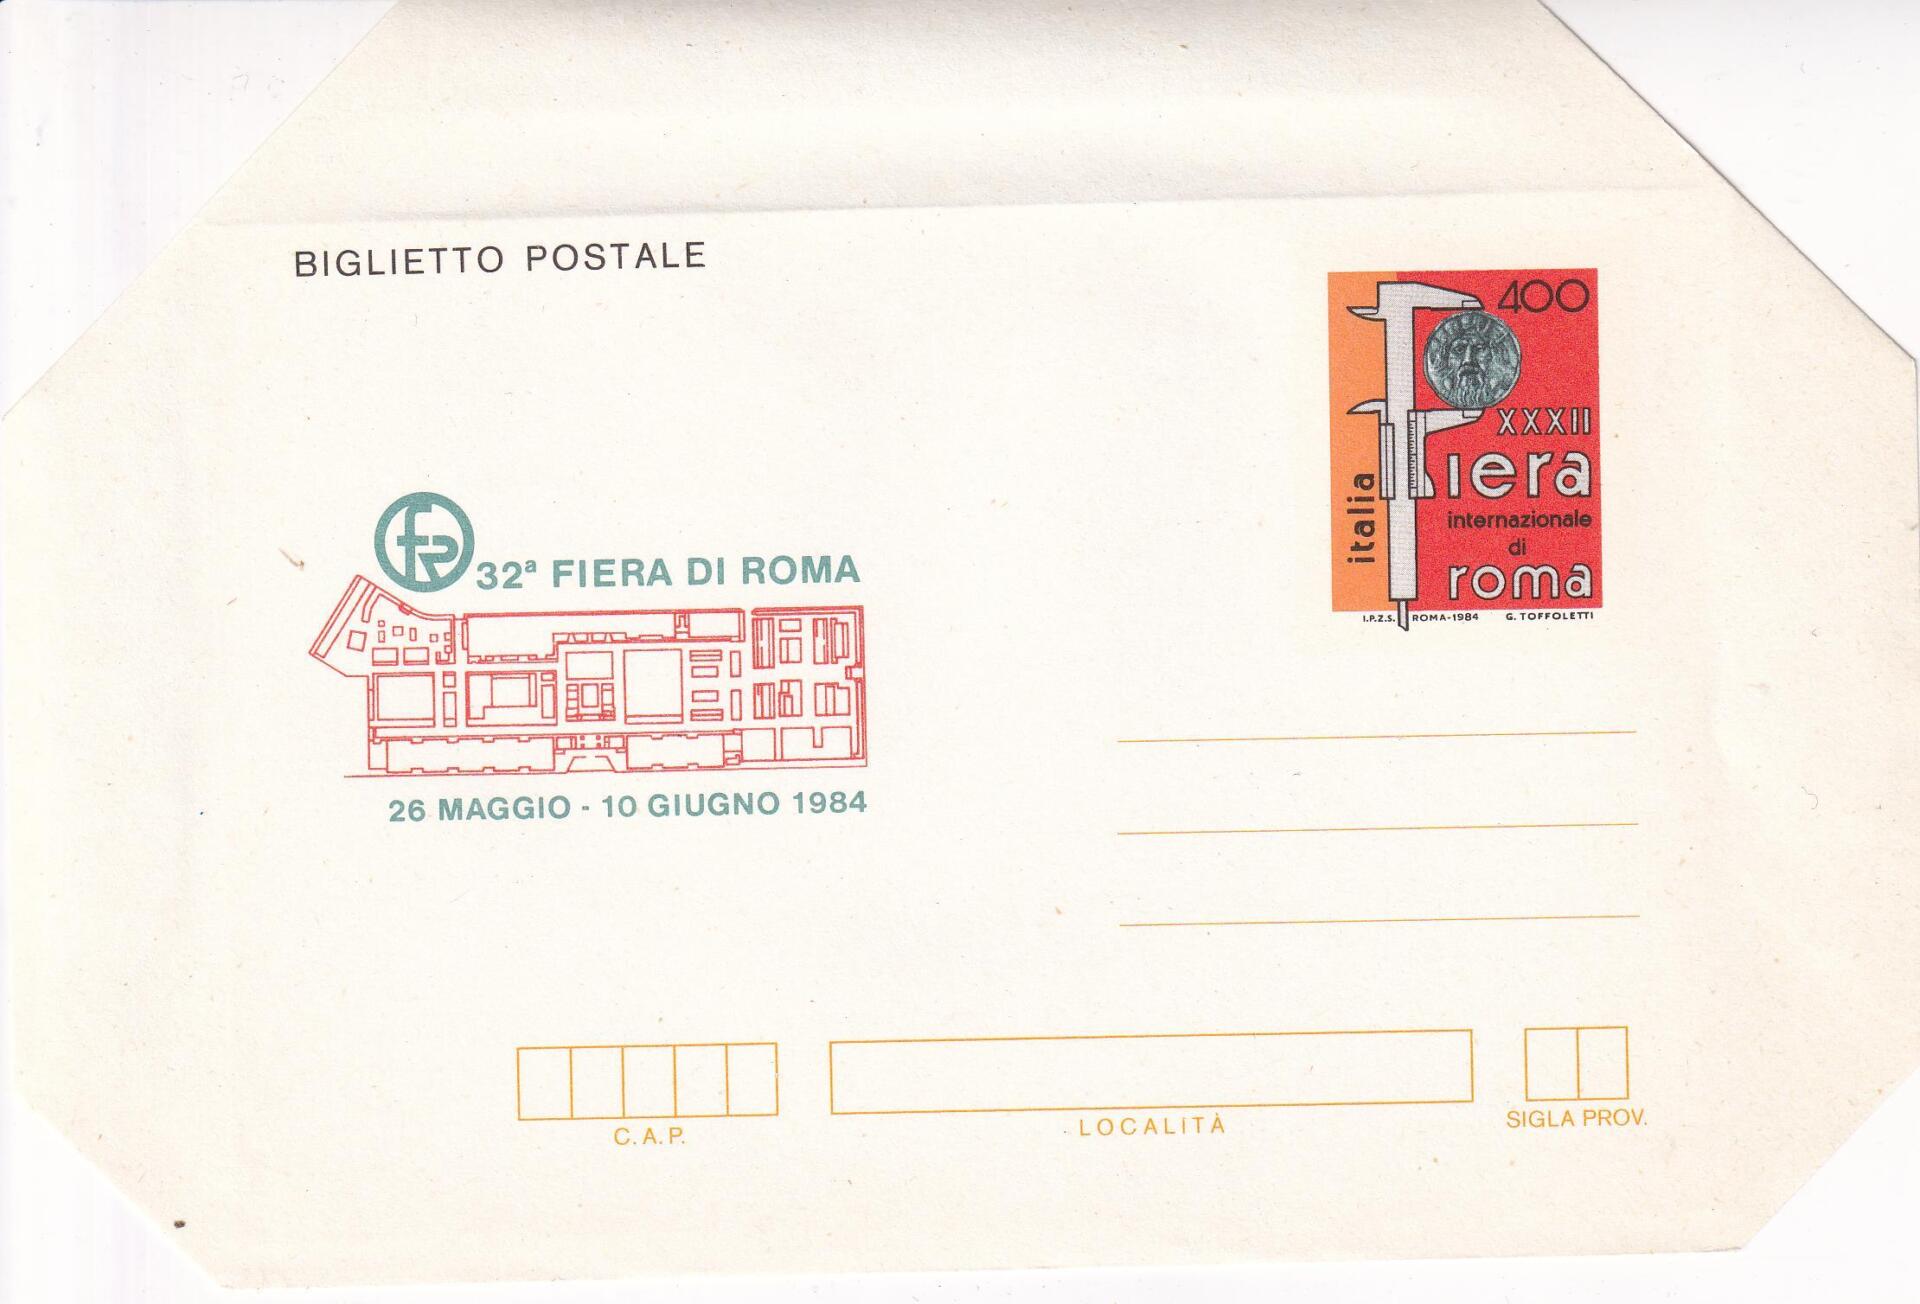 BIGLIETTO POSTALE
400
XXXII
Fiera
internazionale
di
roma
italia
I.P.Z.S. ROMA-1984 G. TOFFOLETTI
fR
32ª FIERA DI ROMA
26 MAGGIO - 10 GIUGNO 1984
C.A.P.
LOCALITÀ
SIGLA PROV.